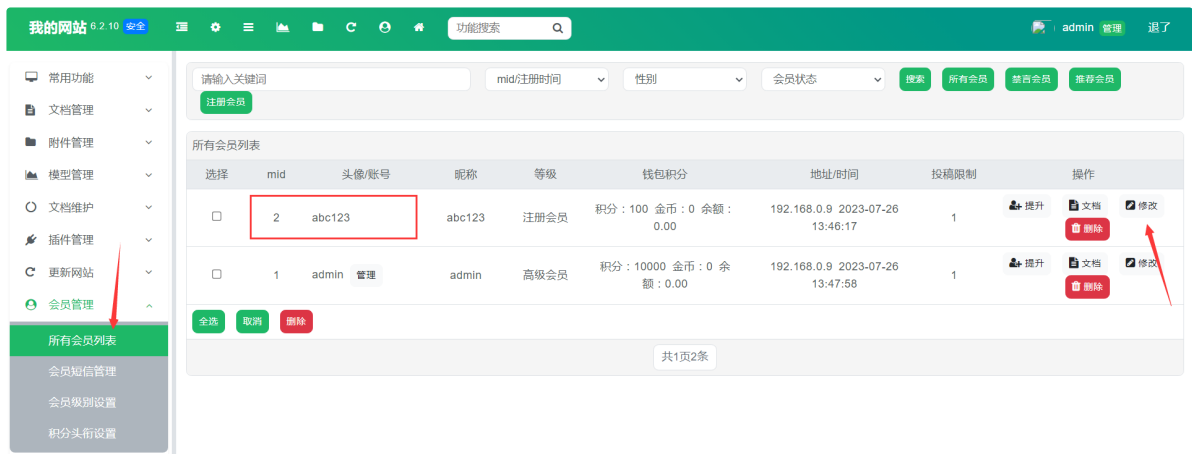 我的网站 6.2.10 安全 功能搜索 admin 管理 退了
常用功能
文档管理
附件管理
模型管理
文档维护
插件管理
更新网站
会员管理
所有会员列表
会员短信管理
会员级别设置
积分头衔设置
请输入关键词 mid/注册时间 性别 会员状态 搜索 所有会员 禁言会员 推荐会员
注册会员
所有会员列表
选择 mid 头像/账号 昵称 等级 钱包积分 地址/时间 投稿限制 操作
2 abc123 abc123 注册会员 积分：100 金币：0 余额： 192.168.0.9 2023-07-26 1 提升 文档 修改
0.00 13:46:17 删除
1 admin 管理 admin 高级会员 积分：10000 金币：0 余 192.168.0.9 2023-07-26 1 提升 文档 修改
额：0.00 13:47:58 删除
全选 取消 删除
共1页2条